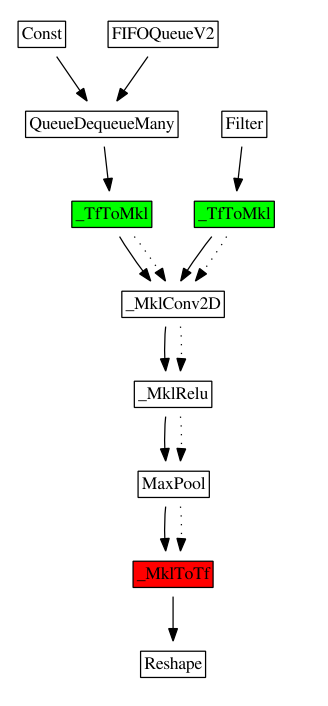 Const
FIFOQueueV2
QueueDequeueMany
Filter
_TfToMkl
_TfToMkl
_MklConv2D
_MklRelu
MaxPool
_MklToTf
Reshape